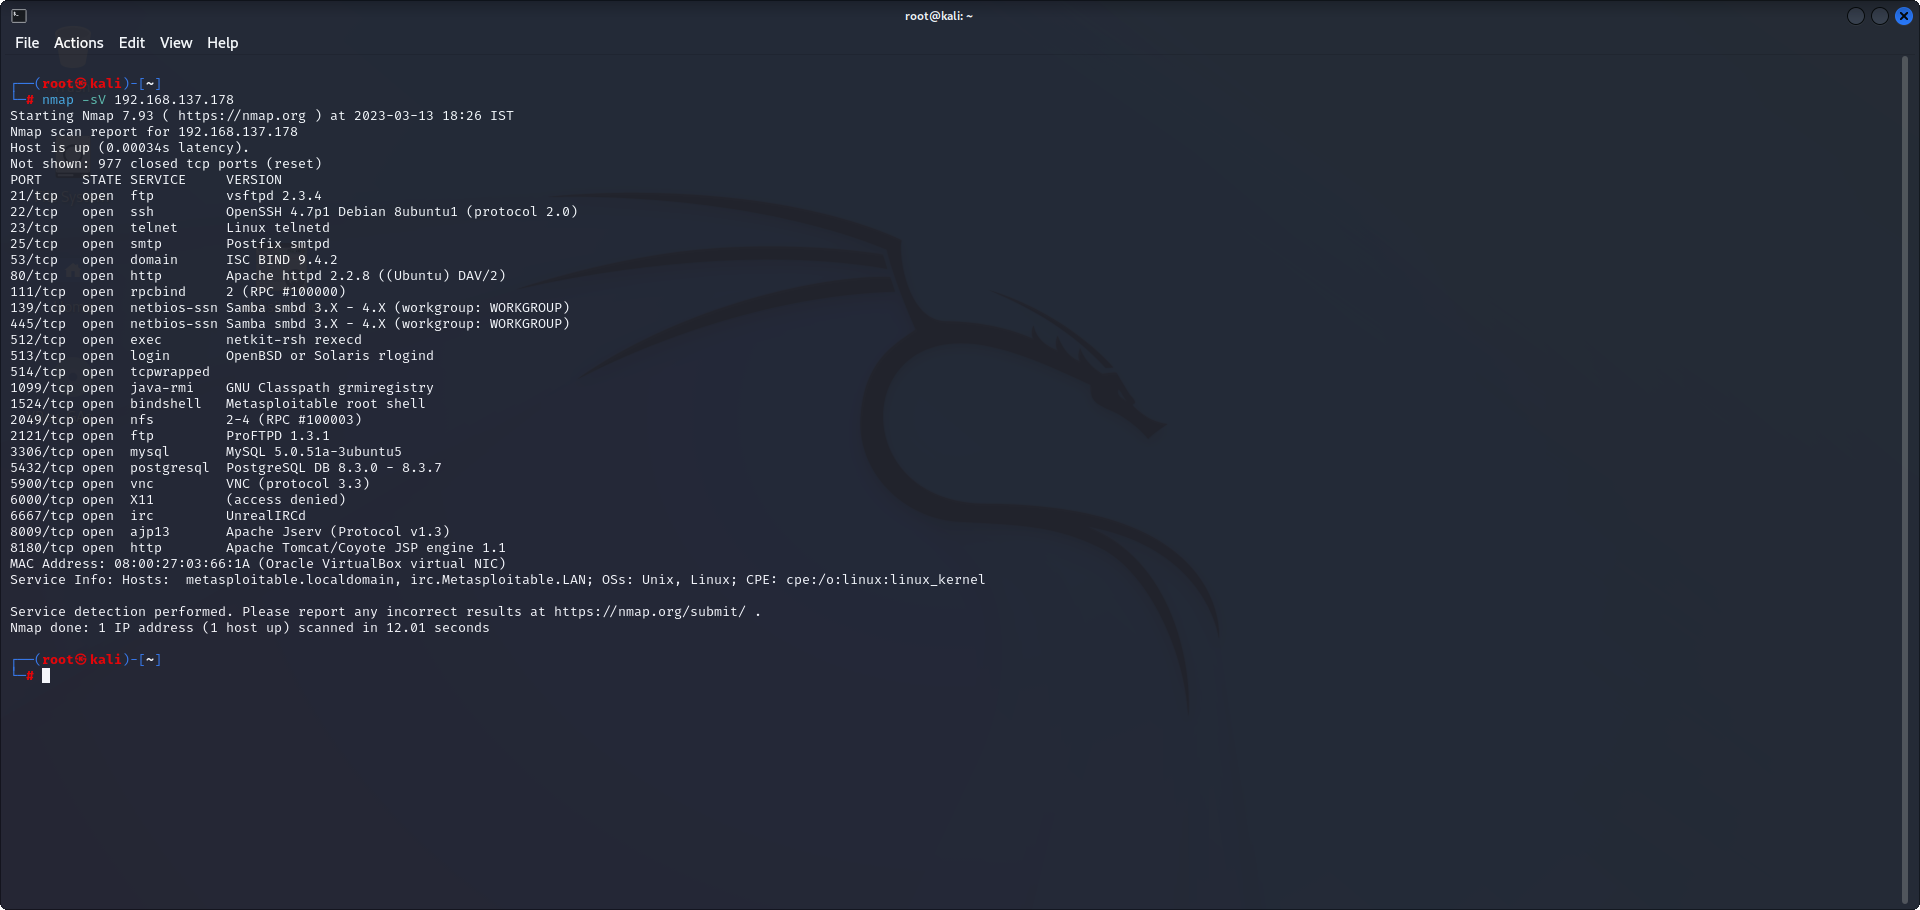 root@kali: ~
File Actions Edit View Help
┌──(root㉿kali)-[~]
└─# nmap -sV 192.168.137.178
Starting Nmap 7.93 ( https://nmap.org ) at 2023-03-13 18:26 IST
Nmap scan report for 192.168.137.178
Host is up (0.00034s latency).
Not shown: 977 closed tcp ports (reset)
PORT     STATE SERVICE     VERSION
21/tcp   open  ftp         vsftpd 2.3.4
22/tcp   open  ssh         OpenSSH 4.7p1 Debian 8ubuntu1 (protocol 2.0)
23/tcp   open  telnet      Linux telnetd
25/tcp   open  smtp        Postfix smtpd
53/tcp   open  domain      ISC BIND 9.4.2
80/tcp   open  http        Apache httpd 2.2.8 ((Ubuntu) DAV/2)
111/tcp  open  rpcbind     2 (RPC #100000)
139/tcp  open  netbios-ssn Samba smbd 3.X - 4.X (workgroup: WORKGROUP)
445/tcp  open  netbios-ssn Samba smbd 3.X - 4.X (workgroup: WORKGROUP)
512/tcp  open  exec        netkit-rsh rexecd
513/tcp  open  login       OpenBSD or Solaris rlogind
514/tcp  open  tcpwrapped
1099/tcp open  java-rmi    GNU Classpath grmiregistry
1524/tcp open  bindshell   Metasploitable root shell
2049/tcp open  nfs         2-4 (RPC #100003)
2121/tcp open  ftp         ProFTPD 1.3.1
3306/tcp open  mysql       MySQL 5.0.51a-3ubuntu5
5432/tcp open  postgresql  PostgreSQL DB 8.3.0 - 8.3.7
5900/tcp open  vnc         VNC (protocol 3.3)
6000/tcp open  X11         (access denied)
6667/tcp open  irc         UnrealIRCd
8009/tcp open  ajp13       Apache Jserv (Protocol v1.3)
8180/tcp open  http        Apache Tomcat/Coyote JSP engine 1.1
MAC Address: 08:00:27:03:66:1A (Oracle VirtualBox virtual NIC)
Service Info: Hosts:  metasploitable.localdomain, irc.Metasploitable.LAN; OSs: Unix, Linux; CPE: cpe:/o:linux:linux_kernel
Service detection performed. Please report any incorrect results at https://nmap.org/submit/ .
Nmap done: 1 IP address (1 host up) scanned in 12.01 seconds
┌──(root㉿kali)-[~]
└─#